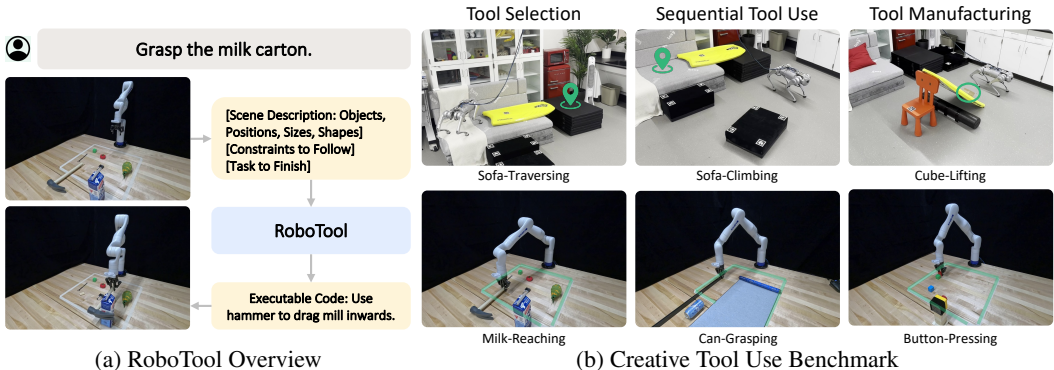 Grasp the milk carton.
[Scene Description: Objects,
Positions, Sizes, Shapes]
[Constraints to Follow]
[Task to Finish]
RoboTool
Executable Code: Use
hammer to drag mill inwards.
(a) RoboTool Overview
Tool Selection
Sequential Tool Use
Tool Manufacturing
Sofa-Traversing
Sofa-Climbing
Cube-Lifting
Milk-Reaching
Can-Grasping
Button-Pressing
(b) Creative Tool Use Benchmark